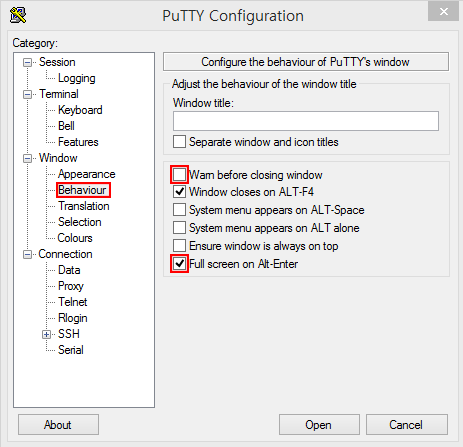 PuTTY Configuration
Category:
Session
Logging
Terminal
Keyboard
Bell
Features
Window
Appearance
Behaviour
Translation
Selection
Colours
Connection
Data
Proxy
Telnet
Rlogin
SSH
Serial
Configure the behaviour of PuTTY's window
Adjust the behaviour of the window title
Window title:
Separate window and icon titles
Warn before closing window
Window closes on ALT-F4
System menu appears on ALT-Space
System menu appears on ALT alone
Ensure window is always on top
Full screen on Alt-Enter
About
Open
Cancel